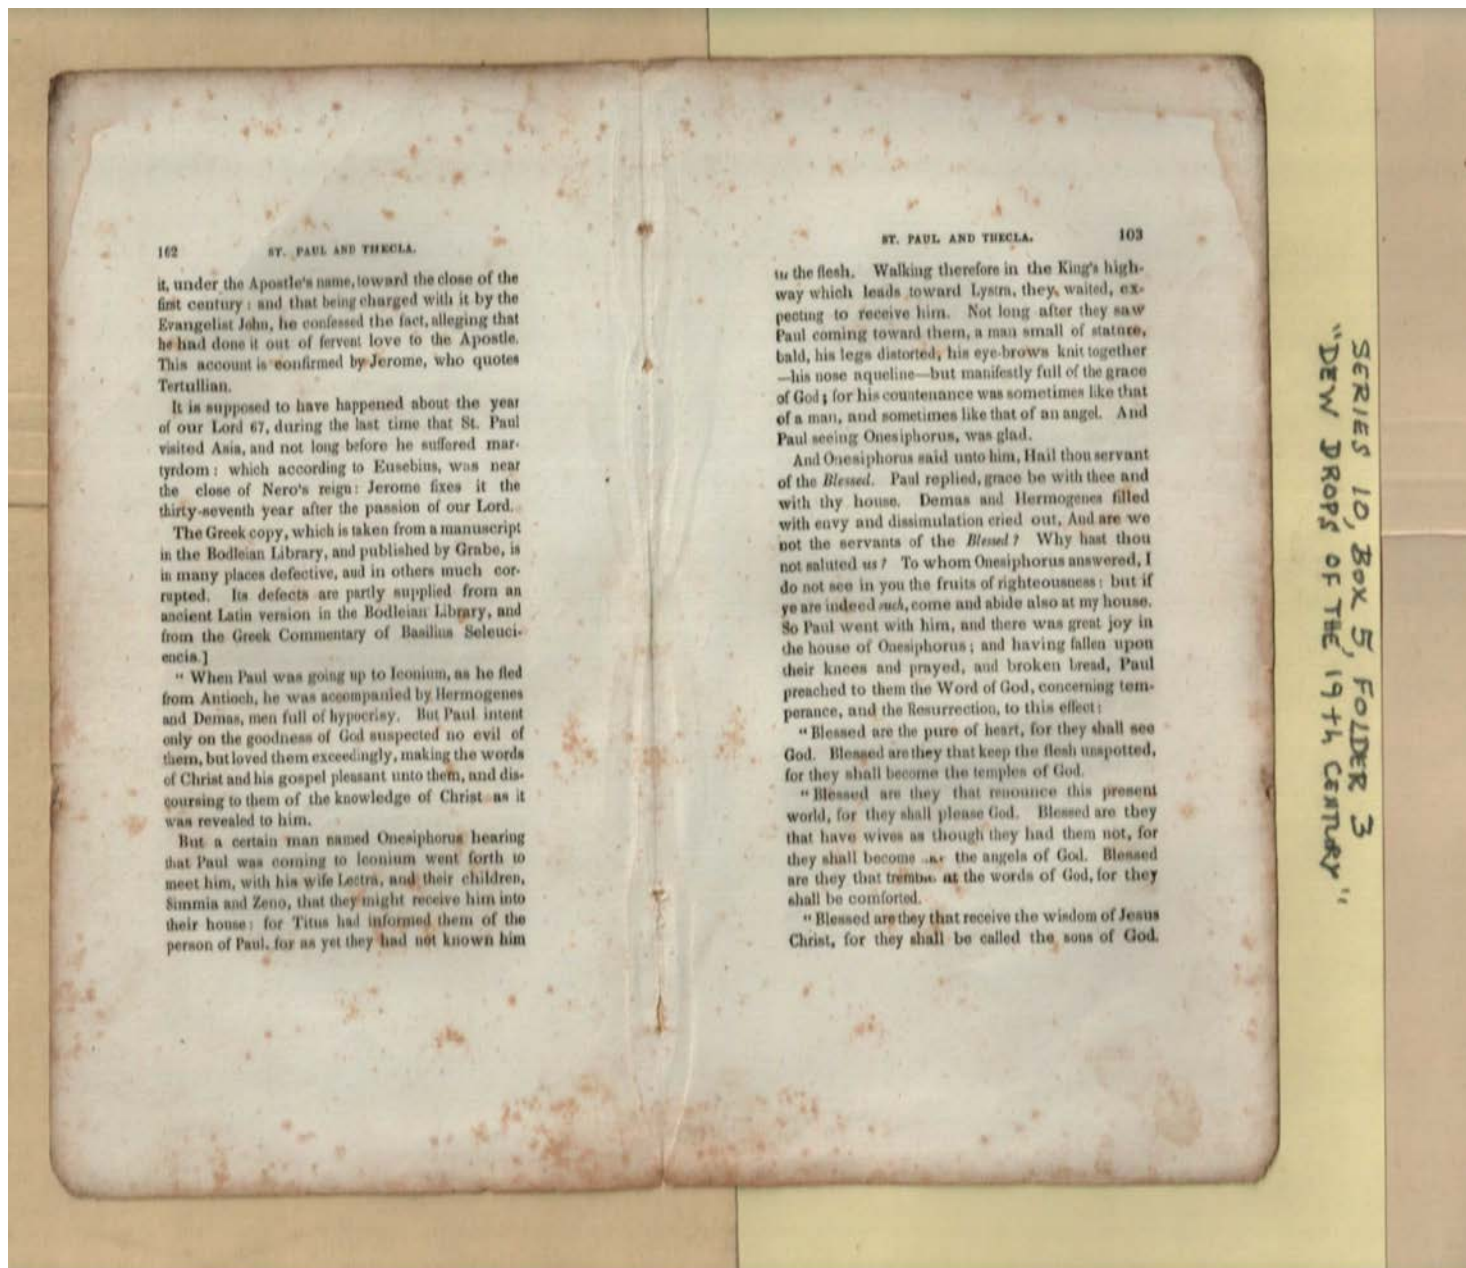 162 ST. PAUL AND THECLA.
it, under the Apostle's name, toward the close of the
first century: and that being charged with it by the
Evangelist John, he confessed the fact, alleging that
he had done it out of fervent love to the Apostle.
This account is confirmed by Jerome, who quotes
Tertullian.
It is supposed to have happened about the year
of our Lord 67, during the last time that St. Paul
visited Asia, and not long before he suffered mar-
tyrdom: which according to Eusebius, was near
the close of Nero's reign: Jerome fixes it the
thirty-seventh year after the passion of our Lord.
The Greek copy, which is taken from a manuscript
in the Bodleian Library, and published by Grabe, is
in many places defective, and in others much cor-
rupted. Its defects are partly supplied from an
ancient Latin version in the Bodleian Library, and
from the Greek Commentary of Basilius Seleuci-
encis.]
"When Paul was going up to Iconium, as he fled
from Antioch, he was accompanied by Hermogenes
and Demas, men full of hypocrisy. But Paul intent
only on the goodness of God suspected no evil of
them, but loved them exceedingly, making the words
of Christ and his gospel pleasant unto them, and dis-
coursing to them of the knowledge of Christ as it
was revealed to him.
But a certain man named Onesiphorus hearing
that Paul was coming to Iconium went forth to
meet him, with his wife Lectra, and their children,
Simmia and Zeno, that they might receive him into
their house: for Titus had informed them of the
person of Paul, for as yet they had not known him
ST. PAUL AND THECLA. 103
in the flesh. Walking therefore in the King's high-
way which leads toward Lystra, they, waited, ex-
pecting to receive him. Not long after they saw
Paul coming toward them, a man small of stature,
bald, his legs distorted, his eye-brows knit together
—his nose aqueline—but manifestly full of the grace
of God; for his countenance was sometimes like that
of a man, and sometimes like that of an angel. And
Paul seeing Onesiphorus, was glad.
And Onesiphorus said unto him, Hail thou servant
of the Blessed. Paul replied, grace be with thee and
with thy house. Demas and Hermogenes filled
with envy and dissimulation cried out, And are we
not the servants of the Blessed? Why hast thou
not saluted us? To whom Onesiphorus answered, I
do not see in you the fruits of righteousness: but if
ye are indeed such, come and abide also at my house.
So Paul went with him, and there was great joy in
the house of Onesiphorus; and having fallen upon
their knees and prayed, and broken bread, Paul
preached to them the Word of God, concerning tem-
perance, and the Resurrection, to this effect:
"Blessed are the pure of heart, for they shall see
God. Blessed are they that keep the flesh unspotted,
for they shall become the temples of God.
"Blessed are they that renounce this present
world, for they shall please God. Blessed are they
that have wives as though they had them not, for
they shall become as the angels of God. Blessed
are they that tremble at the words of God, for they
shall be comforted.
"Blessed are they that receive the wisdom of Jesus
Christ, for they shall be called the sons of God.
SERIES 10, BOX 5, FOLDER 3
"DEW DROPS OF THE 19th CENTURY"